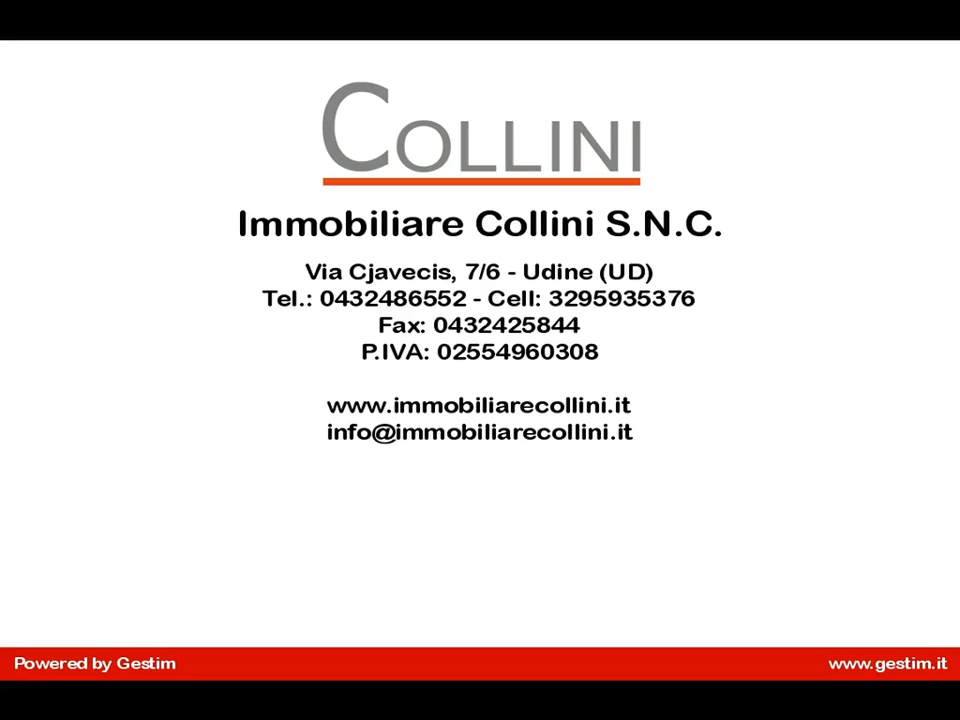 COLLINI
Immobiliare Collini S.N.C.
Via Cjavecis, 7/6 - Udine (UD)
Tel.: 0432486552 - Cell: 3295935376
Fax: 0432425844
P.IVA: 02554960308
www.immobiliarecollini.it
info@immobiliarecollini.it
Powered by Gestim
www.gestim.it